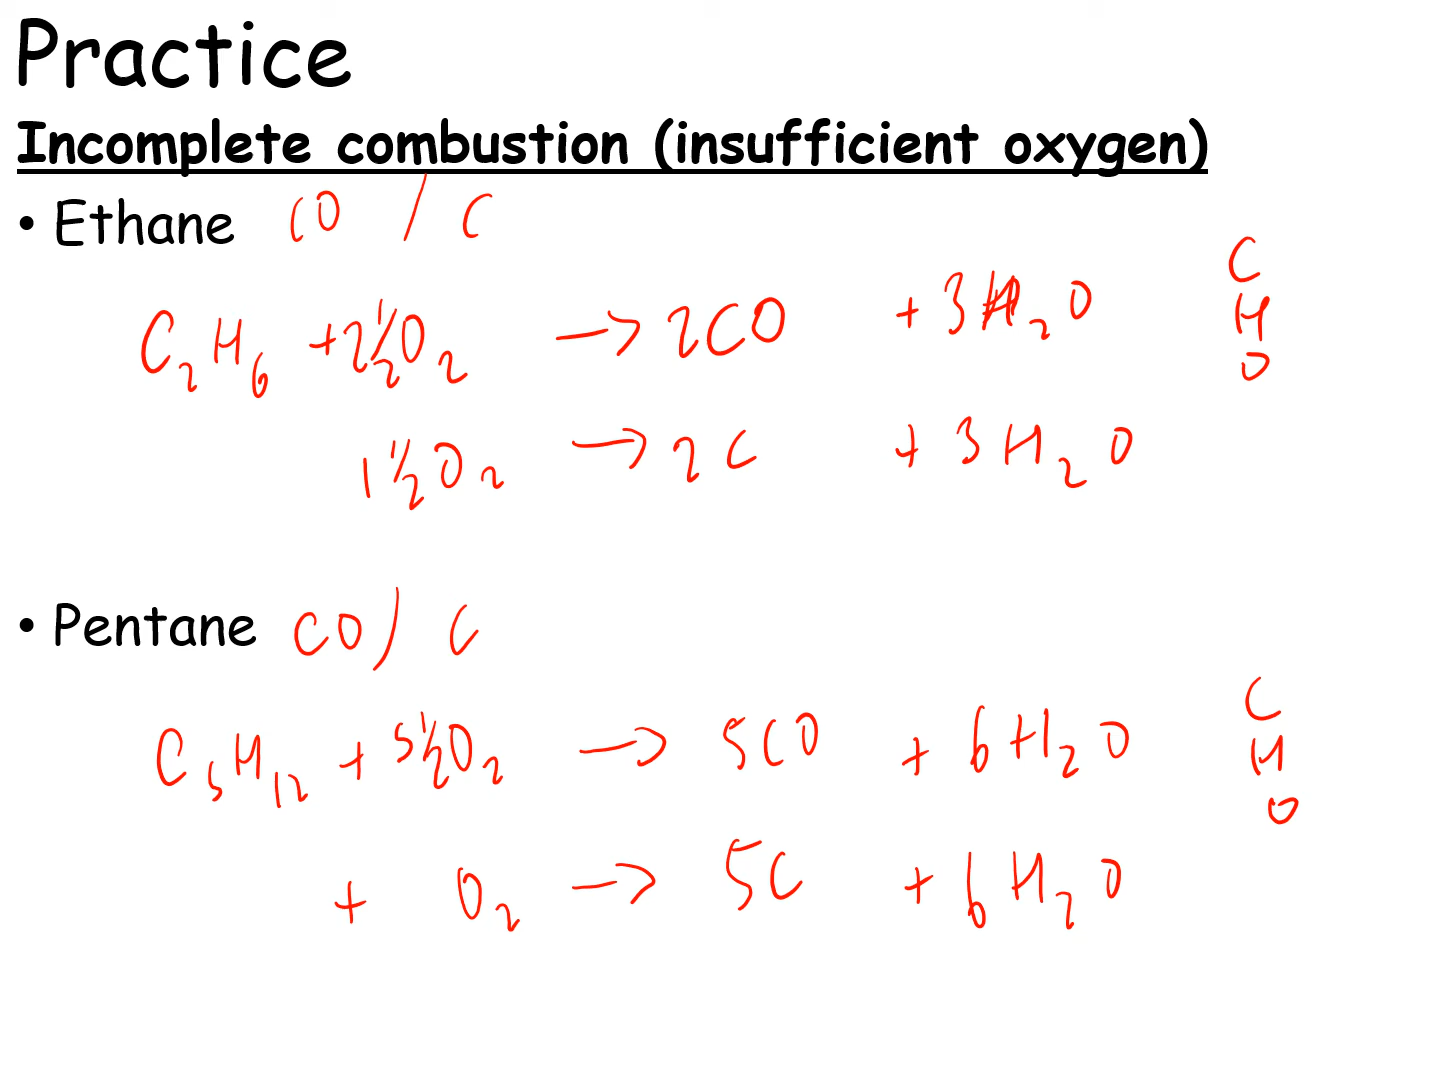 Practice
Incomplete combustion (insufficient oxygen)
• Ethane CO / C
C₂H₆ + 2½O₂ → 2CO + 3H₂O
C
H
O
1½O₂ → 2C + 3H₂O
• Pentane CO / C
C₅H₁₂ + 5½O₂ → 5CO + 6H₂O
C
H
O
+ O₂ → 5C + 6H₂O